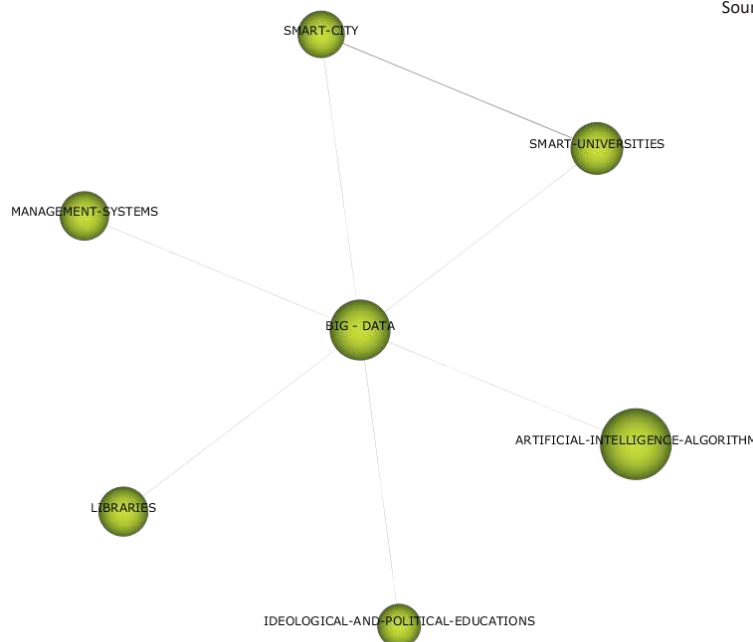 SMART-CITY
SMART-UNIVERSITIES
MANAGEMENT-SYSTEMS
BIG - DATA
LIBRARIES
IDEOLOGICAL-AND-POLITICAL-EDUCATIONS